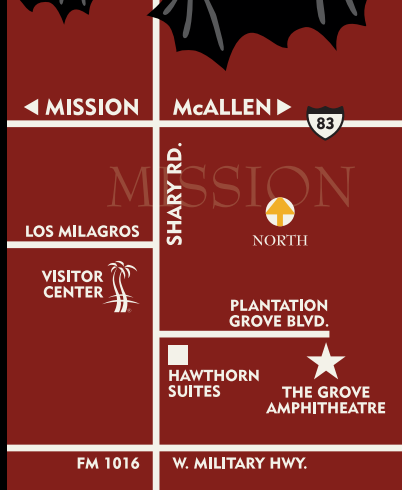 MISSION
McALLEN
83
SHARY RD.
MISSION
LOS MILAGROS
NORTH
VISITOR
CENTER
PLANTATION
GROVE BLVD.
HAWTHORN
SUITES
THE GROVE
AMPHITHEATRE
FM 1016
W. MILITARY HWY.